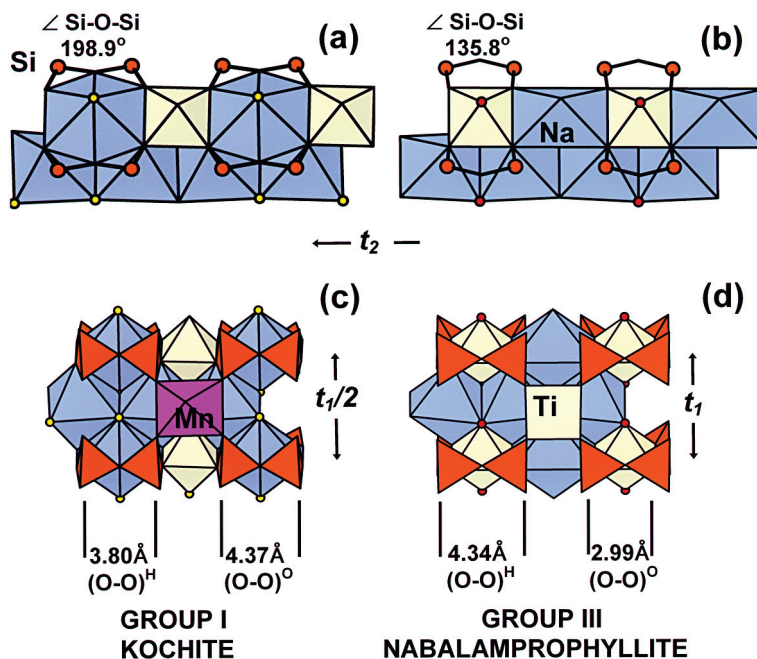 ∠ Si-O-Si
198.9°
(a)
Si
∠ Si-O-Si
135.8°
(b)
Na
← t₂ —
(c)
Mn
t₁/2
(d)
Ti
t₁
3.80Å
(O-O)ᴴ
4.37Å
(O-O)ᴼ
4.34Å
(O-O)ᴴ
2.99Å
(O-O)ᴼ
GROUP I
KOCHITE
GROUP III
NABALAMPROPHYLLITE